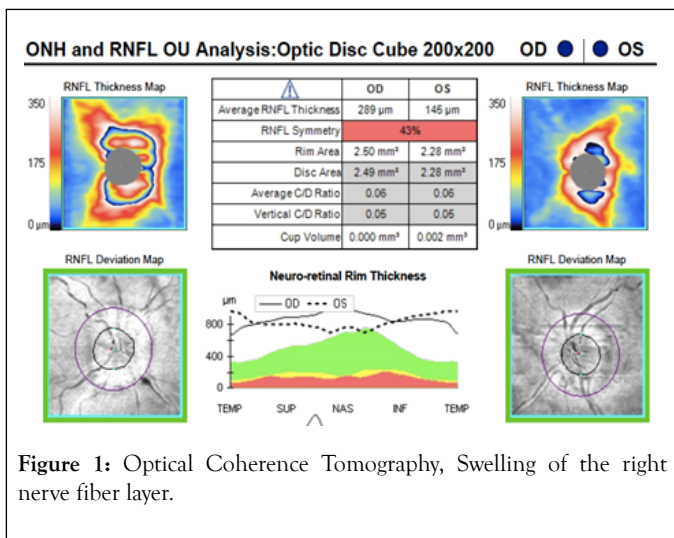 ONH and RNFL OU Analysis:Optic Disc Cube 200x200 OD OS
RNFL Thickness Map
350
175
0 µm
OD OS
Average RNFL Thickness 289 µm 145 µm
RNFL Symmetry 43%
Rim Area 2.50 mm² 2.28 mm²
Disc Area 2.49 mm² 2.28 mm²
Average C/D Ratio 0.06 0.06
Vertical C/D Ratio 0.05 0.05
Cup Volume 0.000 mm³ 0.002 mm³
RNFL Thickness Map
350
175
0 µm
RNFL Deviation Map
Neuro-retinal Rim Thickness
µm OD OS
800
400
0
TEMP SUP NAS INF TEMP
RNFL Deviation Map
Figure 1: Optical Coherence Tomography, Swelling of the right
nerve fiber layer.